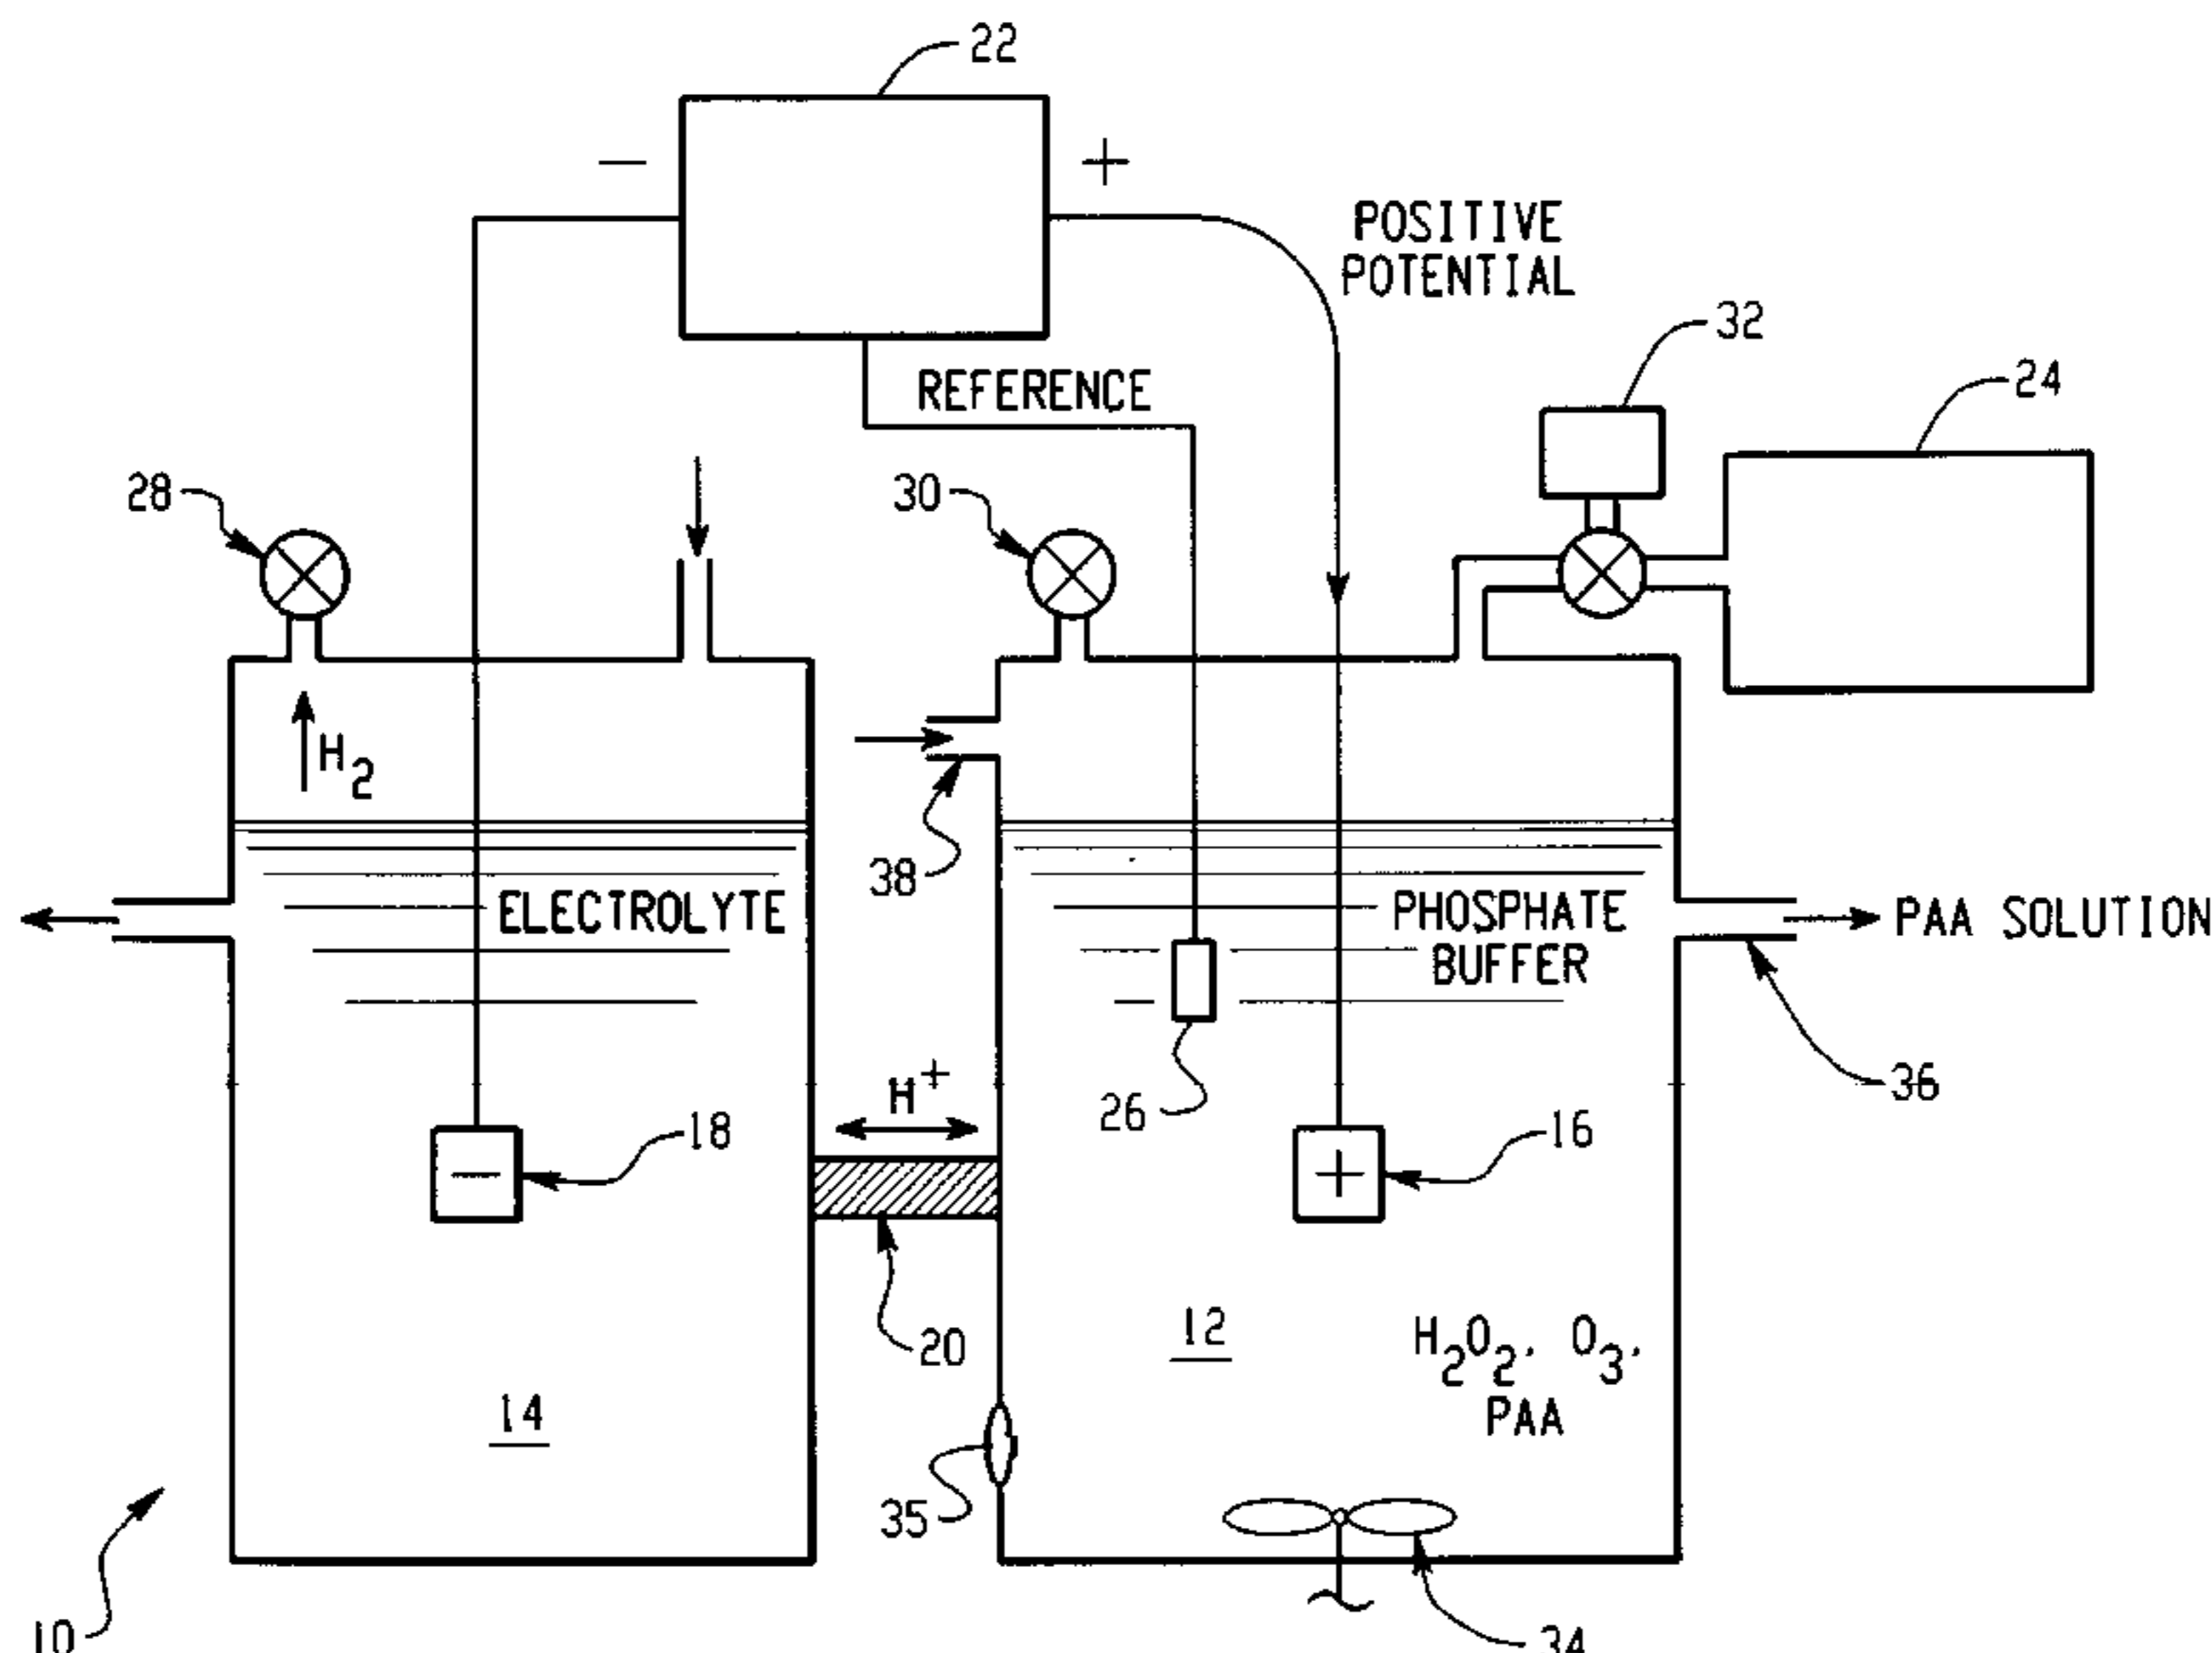 22
− +
POSITIVE
POTENTIAL
32
24
REFERENCE
28
30
H2
38
ELECTROLYTE
PHOSPHATE
BUFFER
PAA SOLUTION
H+
26
36
18
−
+
16
20
12
H2O2, O3,
PAA
14
35
10
34